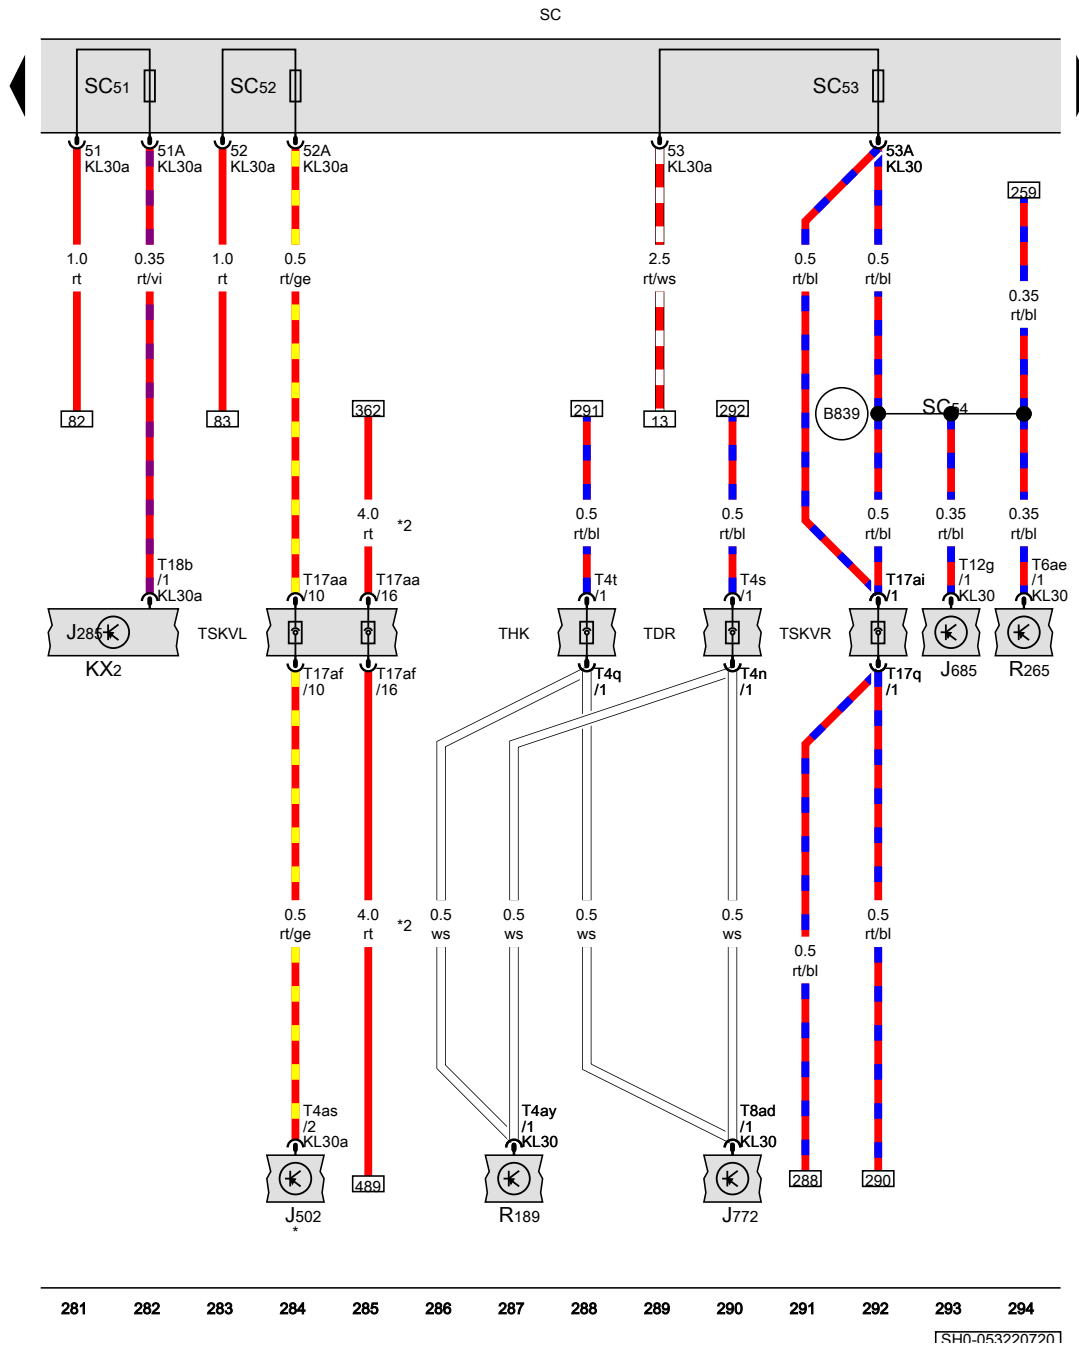 SC
SC51
SC52
SC53
51
KL30a
51A
KL30a
52
KL30a
52A
KL30a
53
KL30a
53A
KL30
259
1.0
rt
0.35
rt/vi
1.0
rt
0.5
rt/ge
2.5
rt/ws
0.5
rt/bl
0.5
rt/bl
0.35
rt/bl
82
83
362
291
13
292
B839
SC54
4.0
rt
*2
0.5
rt/bl
0.5
rt/bl
0.5
rt/bl
0.35
rt/bl
0.35
rt/bl
T18b
/1
KL30a
T17aa
/10
T17aa
/16
T4t
/1
T4s
/1
T17ai
/1
T12g
/1
KL30
T6ae
/1
KL30
J285
KX2
TSKVL
THK
TDR
TSKVR
J685
R265
T17af
/10
T17af
/16
T4q
/1
T4n
/1
T17q
/1
0.5
rt/ge
4.0
rt
*2
0.5
ws
0.5
ws
0.5
ws
0.5
ws
0.5
rt/bl
0.5
rt/bl
T4as
/2
KL30a
T4ay
/1
KL30
T8ad
/1
KL30
489
288
290
J502
*
R189
J772
281 282 283 284 285 286 287 288 289 290 291 292 293 294
SH0-053220720